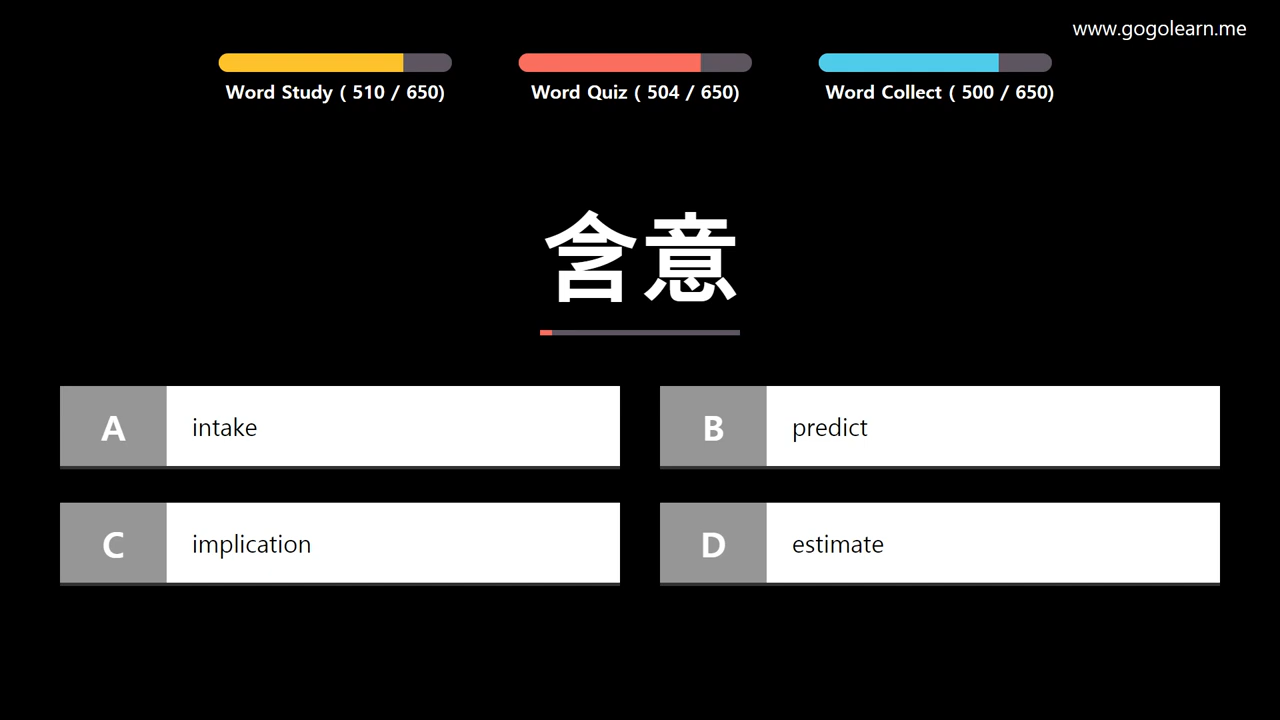 www.gogolearn.me
Word Study ( 510 / 650)
Word Quiz ( 504 / 650)
Word Collect ( 500 / 650)
含意
A intake
B predict
C implication
D estimate